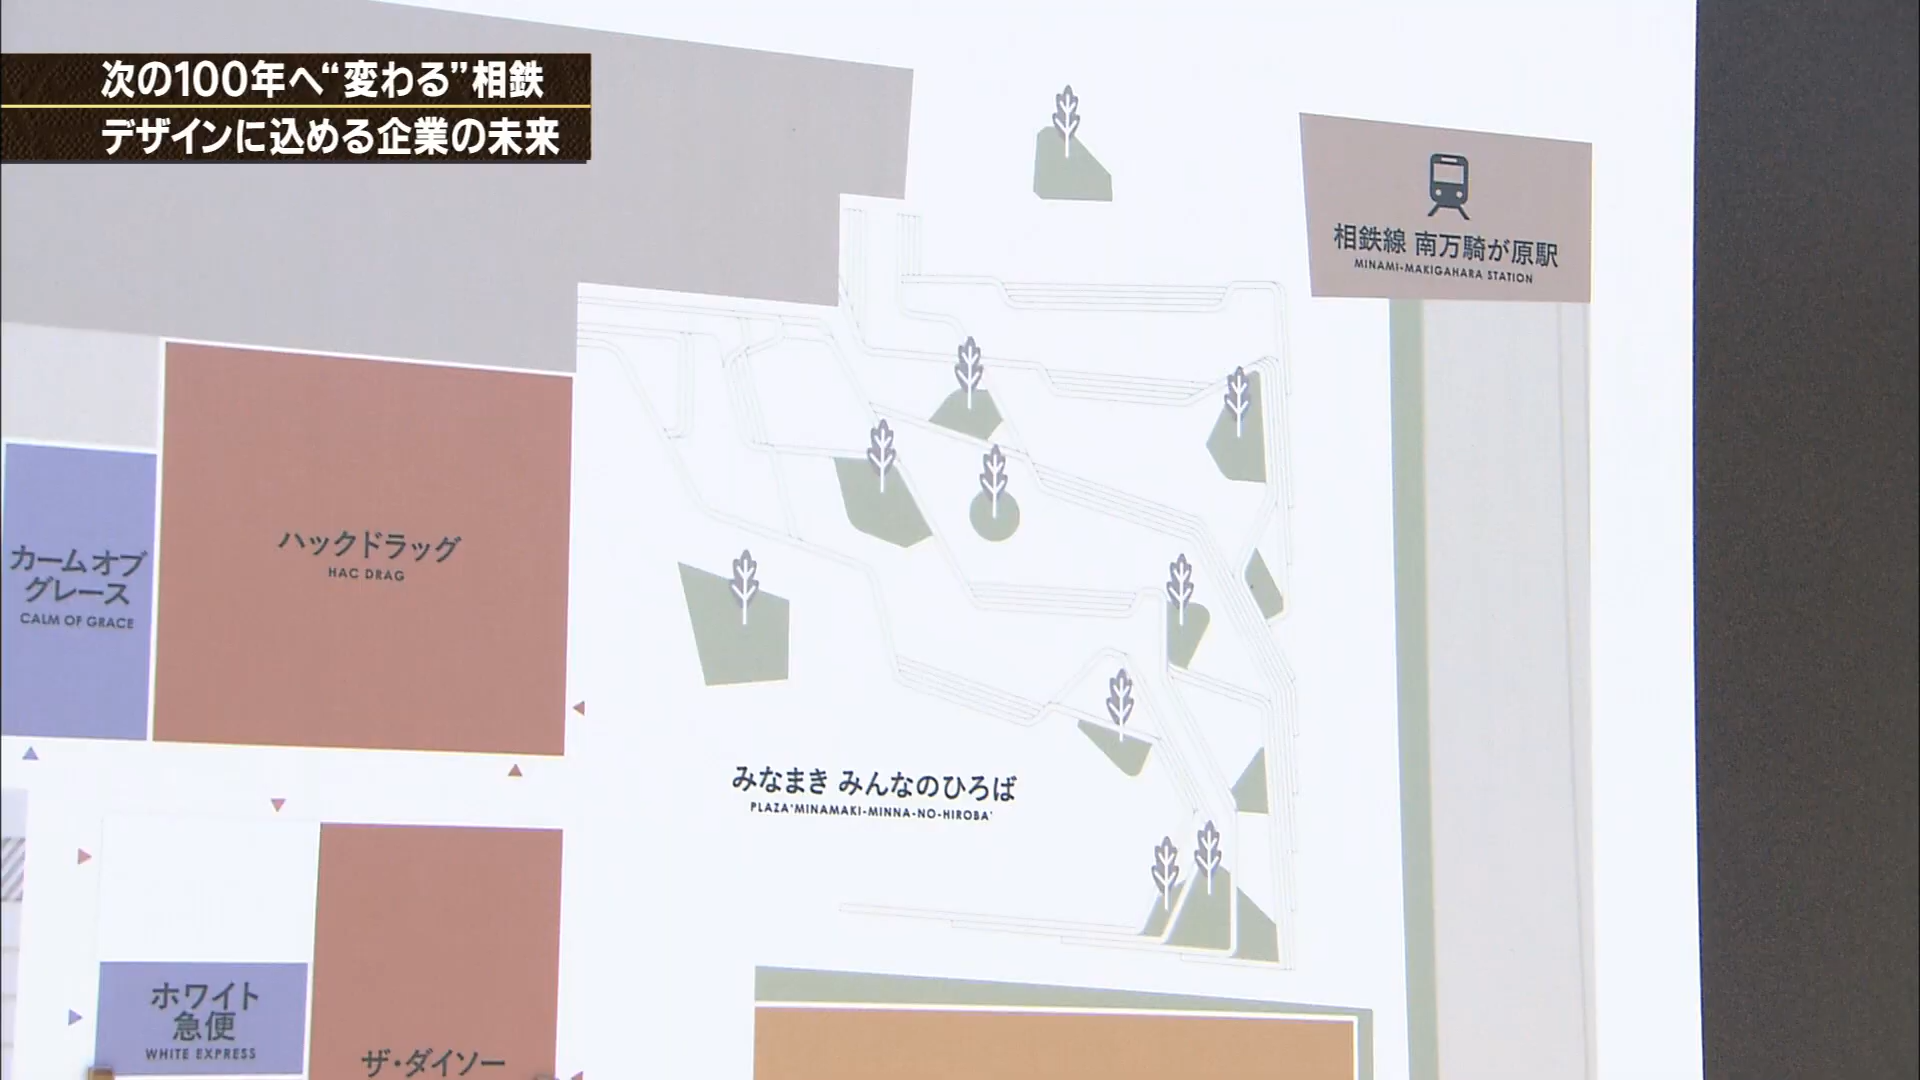 次の100年へ“変わる”相鉄
デザインに込める企業の未来
相鉄線 南万騎が原駅
MINAMI-MAKIGAHARA STATION
ハックドラッグ
HAC DRAG
カーム オブ
グレース
CALM OF GRACE
みなまき みんなのひろば
PLAZA'MINAMAKI-MINNA-NO-HIROBA'
ホワイト
急便
WHITE EXPRESS
ザ・ダイソー